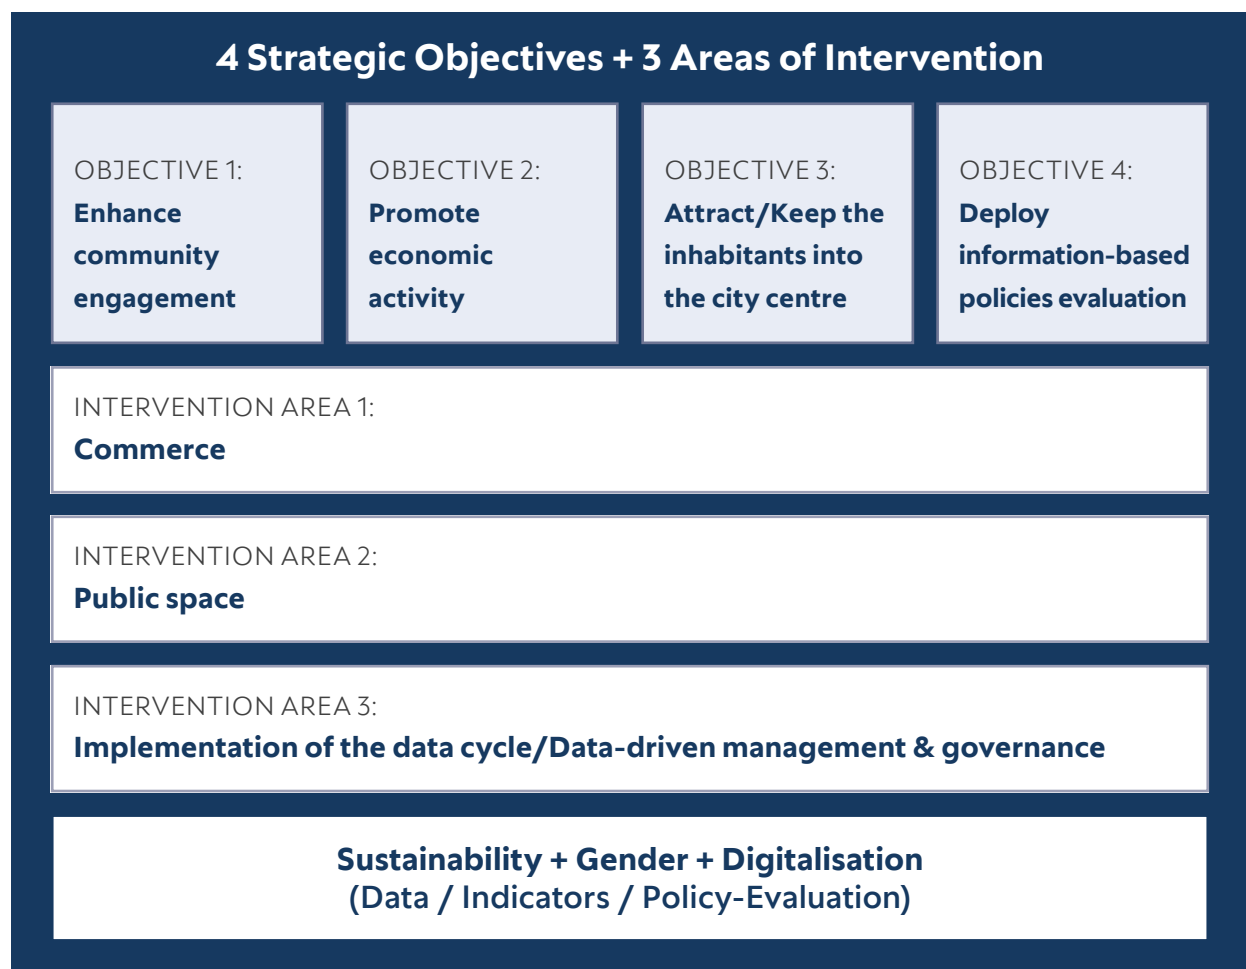 4 Strategic Objectives + 3 Areas of Intervention
OBJECTIVE 1:
Enhance
community
engagement
OBJECTIVE 2:
Promote
economic
activity
OBJECTIVE 3:
Attract/Keep the
inhabitants into
the city centre
OBJECTIVE 4:
Deploy
information-based
policies evaluation
INTERVENTION AREA 1:
Commerce
INTERVENTION AREA 2:
Public space
INTERVENTION AREA 3:
Implementation of the data cycle/Data-driven management & governance
Sustainability + Gender + Digitalisation
(Data / Indicators / Policy-Evaluation)